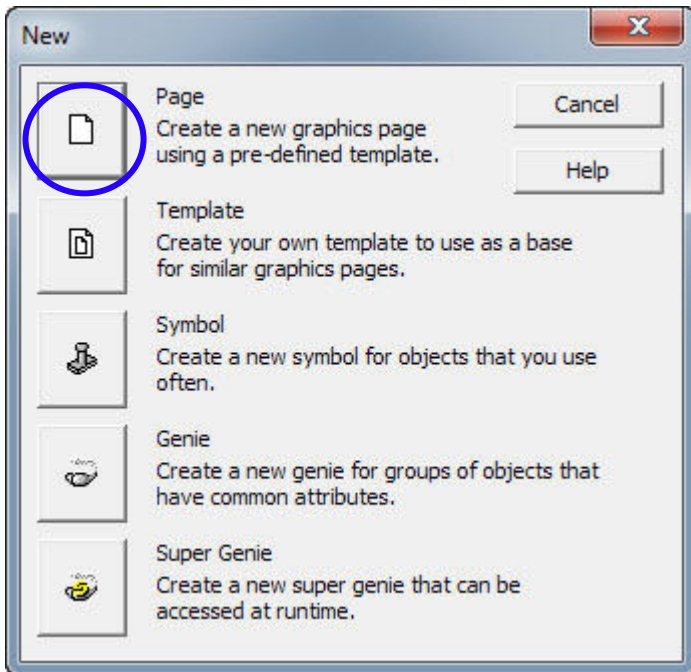 New
Page
Create a new graphics page
using a pre-defined template.
Cancel
Help
Template
Create your own template to use as a base
for similar graphics pages.
Symbol
Create a new symbol for objects that you use
often.
Genie
Create a new genie for groups of objects that
have common attributes.
Super Genie
Create a new super genie that can be
accessed at runtime.